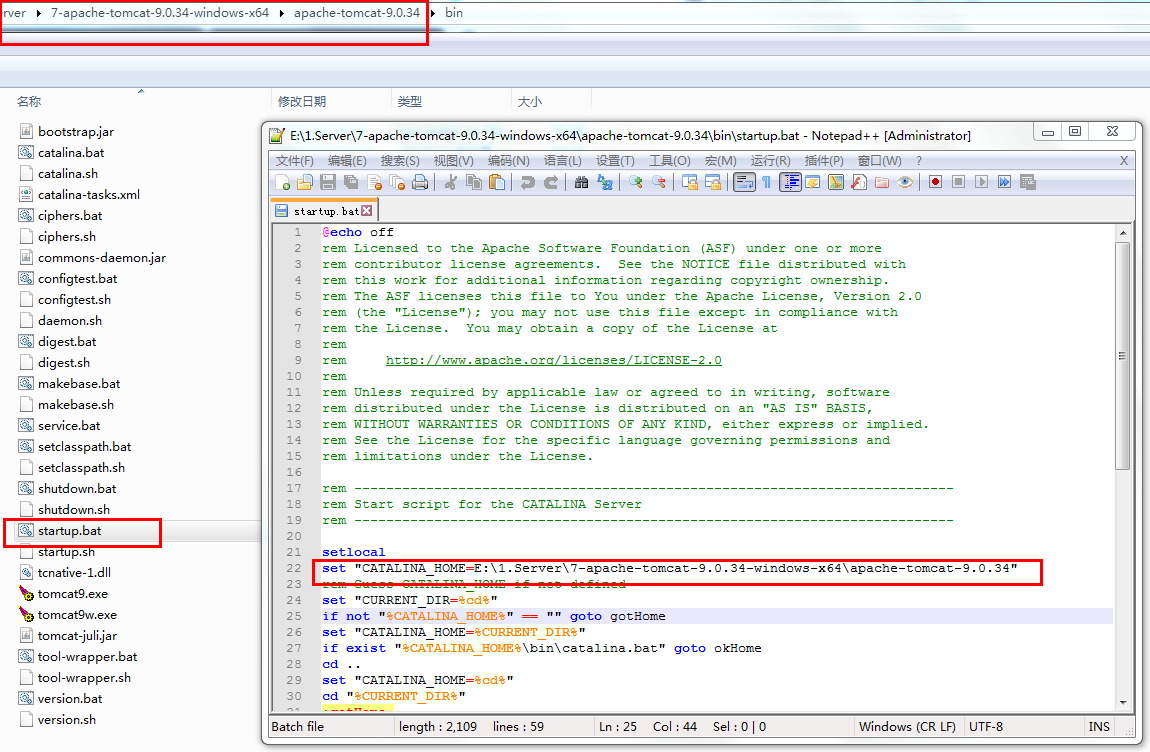 rver ▸ 7-apache-tomcat-9.0.34-windows-x64 ▸ apache-tomcat-9.0.34 ▸ bin
名称 修改日期 类型 大小
bootstrap.jar
catalina.bat
catalina.sh
catalina-tasks.xml
ciphers.bat
ciphers.sh
commons-daemon.jar
configtest.bat
configtest.sh
daemon.sh
digest.bat
digest.sh
makebase.bat
makebase.sh
service.bat
setclasspath.bat
setclasspath.sh
shutdown.bat
shutdown.sh
startup.bat
startup.sh
tcnative-1.dll
tomcat9.exe
tomcat9w.exe
tomcat-juli.jar
tool-wrapper.bat
tool-wrapper.sh
version.bat
version.sh
E:\1.Server\7-apache-tomcat-9.0.34-windows-x64\apache-tomcat-9.0.34\bin\startup.bat - Notepad++ [Administrator]
文件(F) 编辑(E) 搜索(S) 视图(V) 编码(N) 语言(L) 设置(T) 工具(O) 宏(M) 运行(R) 插件(P) 窗口(W) ? X
startup.bat
1 @echo off
2 rem Licensed to the Apache Software Foundation (ASF) under one or more
3 rem contributor license agreements.  See the NOTICE file distributed with
4 rem this work for additional information regarding copyright ownership.
5 rem The ASF licenses this file to You under the Apache License, Version 2.0
6 rem (the "License"); you may not use this file except in compliance with
7 rem the License.  You may obtain a copy of the License at
8 rem
9 rem     http://www.apache.org/licenses/LICENSE-2.0
10 rem
11 rem Unless required by applicable law or agreed to in writing, software
12 rem distributed under the License is distributed on an "AS IS" BASIS,
13 rem WITHOUT WARRANTIES OR CONDITIONS OF ANY KIND, either express or implied.
14 rem See the License for the specific language governing permissions and
15 rem limitations under the License.
16
17 rem ---------------------------------------------------------------------------
18 rem Start script for the CATALINA Server
19 rem ---------------------------------------------------------------------------
20
21 setlocal
22 set "CATALINA_HOME=E:\1.Server\7-apache-tomcat-9.0.34-windows-x64\apache-tomcat-9.0.34"
23 rem Guess CATALINA_HOME if not defined
24 set "CURRENT_DIR=%cd%"
25 if not "%CATALINA_HOME%" == "" goto gotHome
26 set "CATALINA_HOME=%CURRENT_DIR%"
27 if exist "%CATALINA_HOME%\bin\catalina.bat" goto okHome
28 cd ..
29 set "CATALINA_HOME=%cd%"
30 cd "%CURRENT_DIR%"
31 :gotHome
Batch file length : 2,109 lines : 59 Ln : 25 Col : 44 Sel : 0 | 0 Windows (CR LF) UTF-8 INS